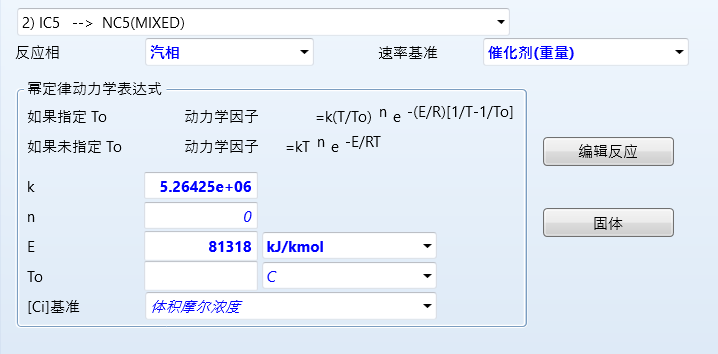 2) IC5 --> NC5(MIXED)
反应相 汽相 速率基准 催化剂(重量)
幂定律动力学表达式
如果指定 To 动力学因子 =k(T/To) n e -(E/R)[1/T-1/To]
如果未指定 To 动力学因子 =kT n e -E/RT
编辑反应
k 5.26425e+06
n 0
固体
E 81318 kJ/kmol
To C
[Ci]基准 体积摩尔浓度